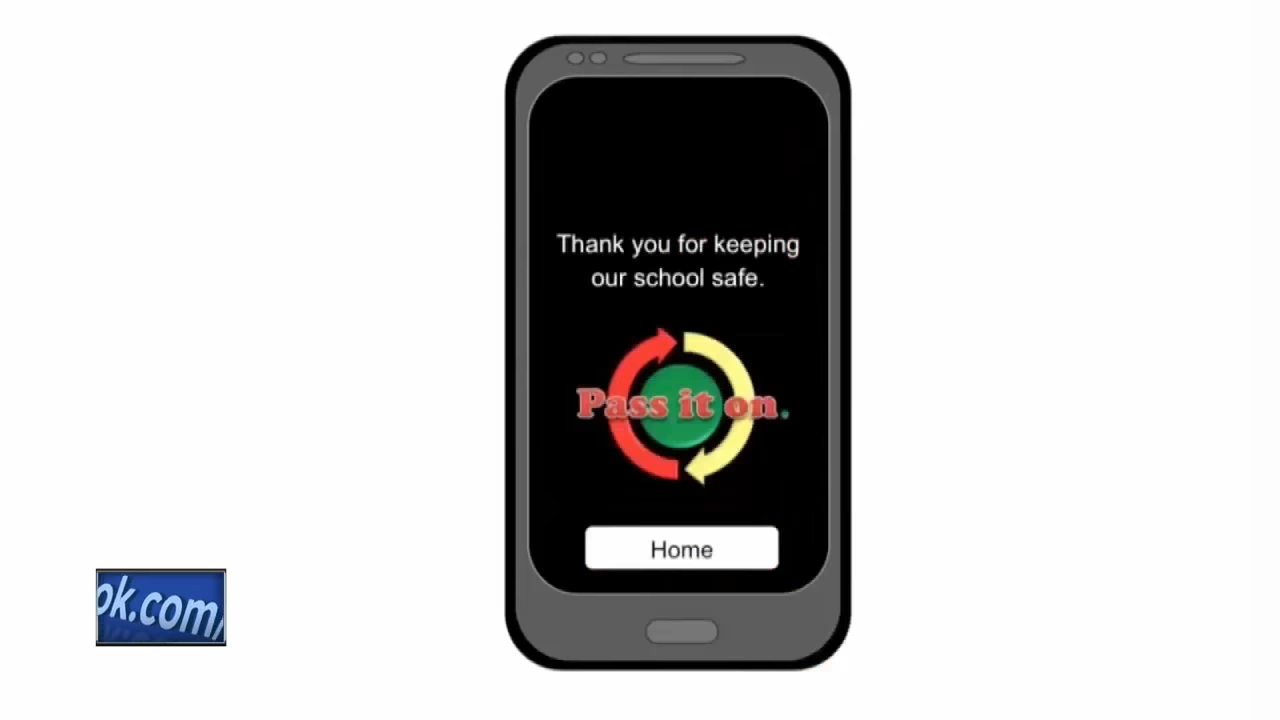 Thank you for keeping
our school safe.
Pass it on.
Home
ok.com/